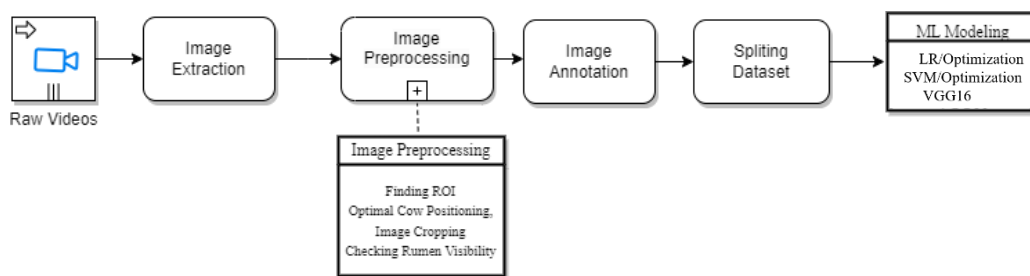 Raw Videos
Image
Extraction
Image
Preprocessing
Image
Annotation
Spliting
Dataset
ML Modeling
LR/Optimization
SVM/Optimization
VGG16
Image Preprocessing
Finding ROI
Optimal Cow Positioning,
Image Cropping
Checking Rumen Visibility